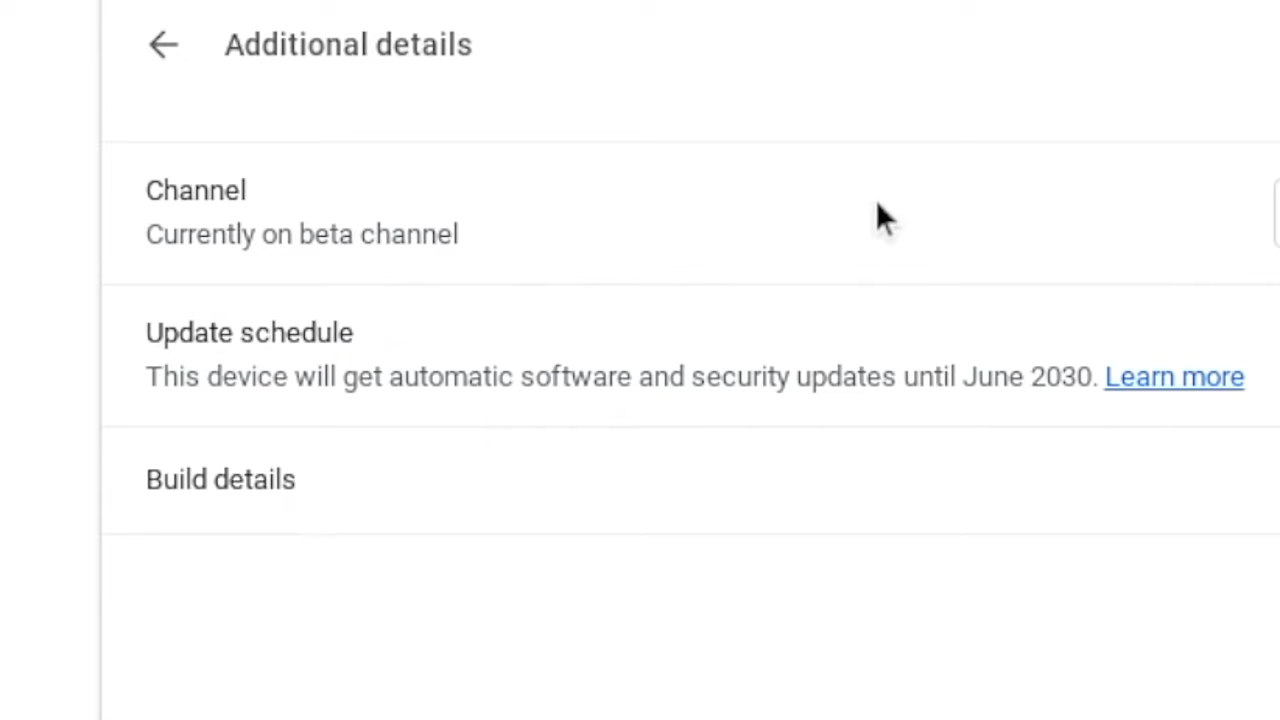 Additional details
Channel
Currently on beta channel
Update schedule
This device will get automatic software and security updates until June 2030. Learn more
Build details